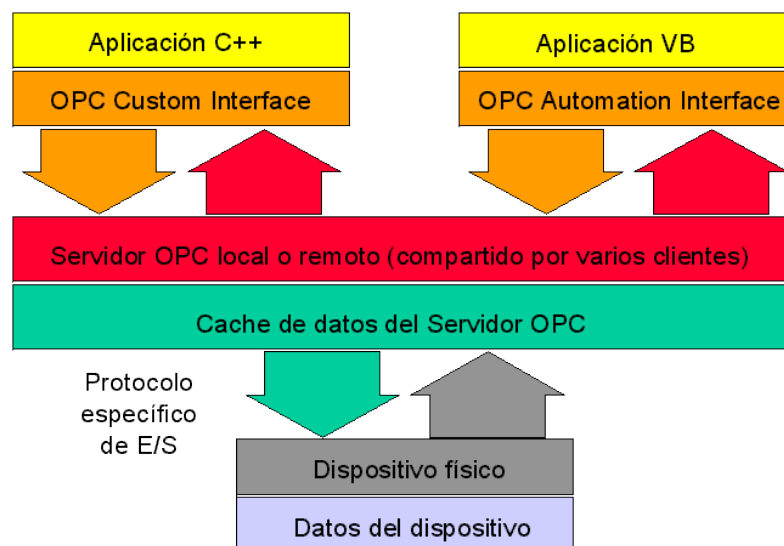 Aplicación C++
Aplicación VB
OPC Custom Interface
OPC Automation Interface
Servidor OPC local o remoto (compartido por varios clientes)
Cache de datos del Servidor OPC
Protocolo
específico
de E/S
Dispositivo físico
Datos del dispositivo